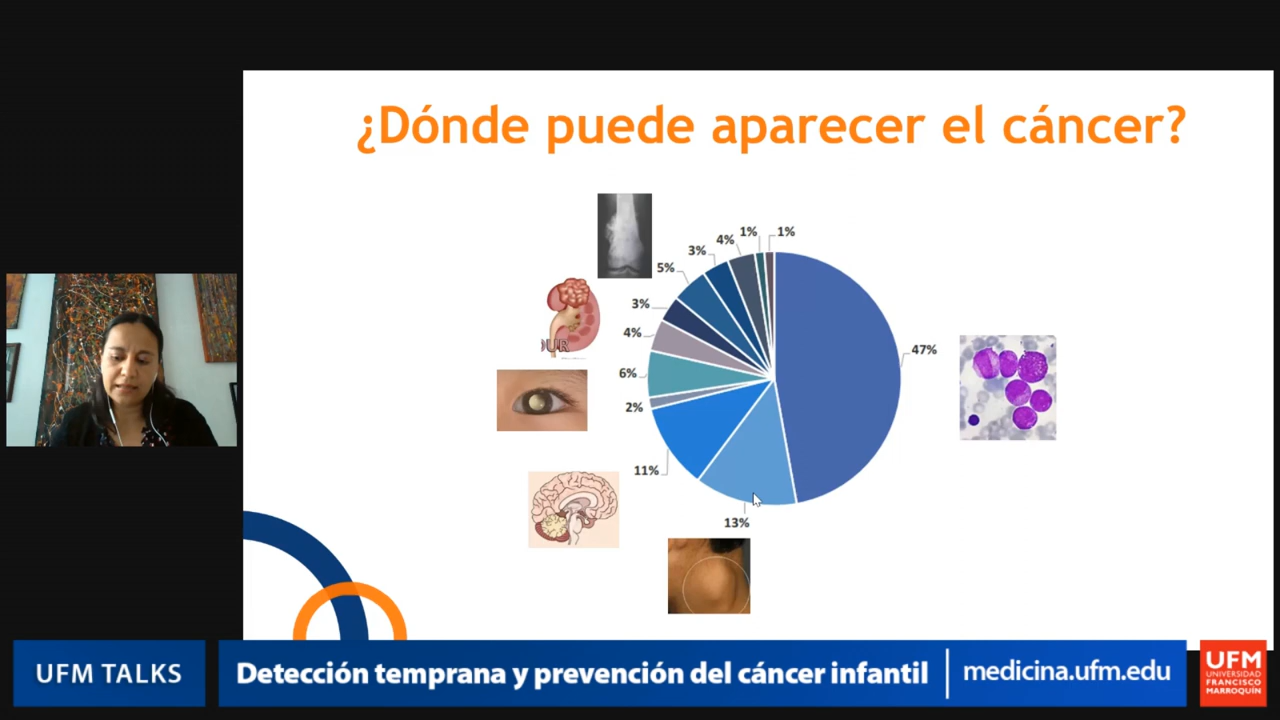 ¿Dónde puede aparecer el cáncer?
1%
1%
4%
3%
5%
3%
4%
6%
2%
11%
13%
47%
UR
UFM TALKS
Detección temprana y prevención del cáncer infantil
medicina.ufm.edu
UFM
UNIVERSIDAD
FRANCISCO
MARROQUÍN